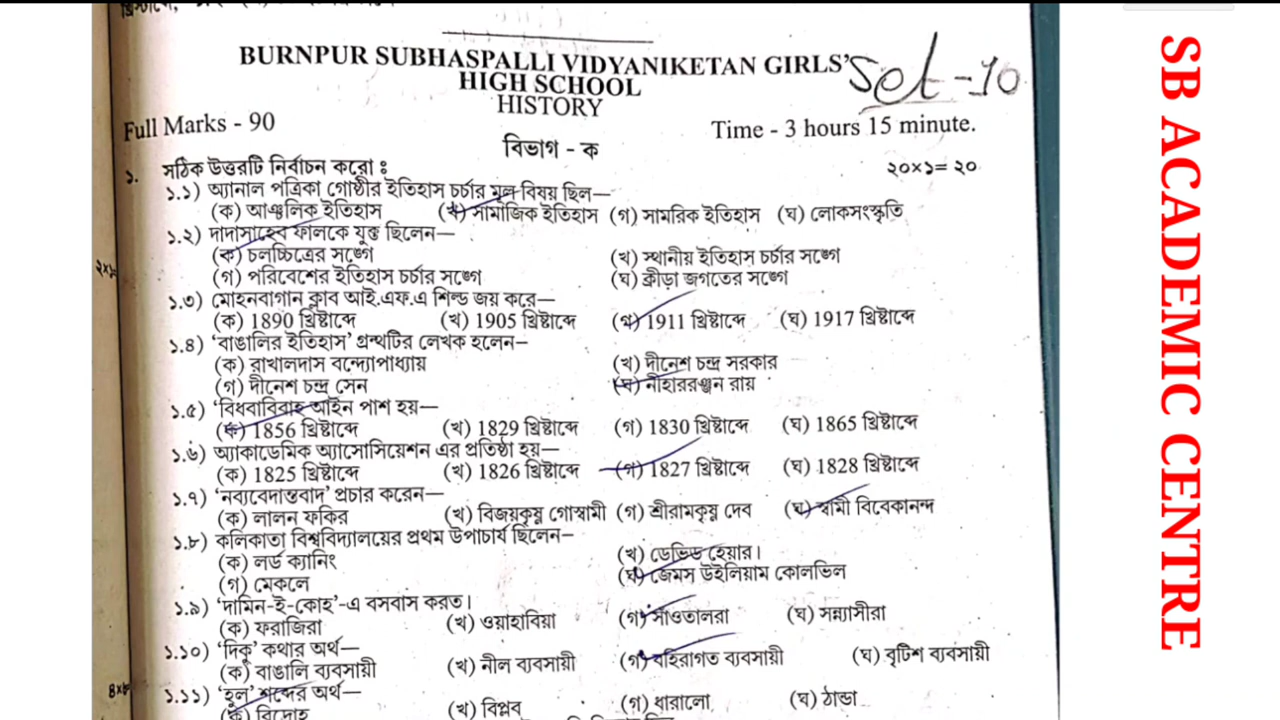 BURNPUR SUBHASPALLI VIDYANIKETAN GIRLS'
HIGH SCHOOL
Set-10
HISTORY
Full Marks - 90
Time - 3 hours 15 minute.
বিভাগ - ক
১. সঠিক উত্তরটি নির্বাচন করো ঃ
২০×১= ২০
১.১) অ্যানাল পত্রিকা গোষ্ঠীর ইতিহাস চর্চার মূল বিষয় ছিল—
(ক) আঞ্চলিক ইতিহাস (খ) সামাজিক ইতিহাস (গ) সামরিক ইতিহাস (ঘ) লোকসংস্কৃতি
১.২) দাদাসাহেব ফালকে যুক্ত ছিলেন—
(ক) চলচ্চিত্রের সঙ্গে (খ) স্থানীয় ইতিহাস চর্চার সঙ্গে
(গ) পরিবেশের ইতিহাস চর্চার সঙ্গে (ঘ) ক্রীড়া জগতের সঙ্গে
১.৩) মোহনবাগান ক্লাব আই.এফ.এ শিল্ড জয় করে—
(ক) 1890 খ্রিষ্টাব্দে (খ) 1905 খ্রিষ্টাব্দে (গ) 1911 খ্রিষ্টাব্দে (ঘ) 1917 খ্রিষ্টাব্দে
১.৪) 'বাঙালির ইতিহাস' গ্রন্থটির লেখক হলেন—
(ক) রাখালদাস বন্দ্যোপাধ্যায় (খ) দীনেশ চন্দ্র সরকার
(গ) দীনেশ চন্দ্র সেন (ঘ) নীহাররঞ্জন রায়
১.৫) 'বিধবাবিবাহ আইন পাশ হয়—
(ক) 1856 খ্রিষ্টাব্দে (খ) 1829 খ্রিষ্টাব্দে (গ) 1830 খ্রিষ্টাব্দে (ঘ) 1865 খ্রিষ্টাব্দে
১.৬) অ্যাকাডেমিক অ্যাসোসিয়েশন এর প্রতিষ্ঠা হয়—
(ক) 1825 খ্রিষ্টাব্দে (খ) 1826 খ্রিষ্টাব্দে (গ) 1827 খ্রিষ্টাব্দে (ঘ) 1828 খ্রিষ্টাব্দে
১.৭) 'নব্যবেদান্তবাদ' প্রচার করেন—
(ক) লালন ফকির (খ) বিজয়কৃষ্ণ গোস্বামী (গ) শ্রীরামকৃষ্ণ দেব (ঘ) স্বামী বিবেকানন্দ
১.৮) কলিকাতা বিশ্ববিদ্যালয়ের প্রথম উপাচার্য ছিলেন—
(ক) লর্ড ক্যানিং (খ) ডেভিড হেয়ার।
(গ) মেকলে (ঘ) জেমস উইলিয়াম কোলভিল
১.৯) 'দামিন-ই-কোহ'-এ বসবাস করত।
(ক) ফরাজিরা (খ) ওয়াহাবিয়া (গ) সাঁওতালরা (ঘ) সন্ন্যাসীরা
১.১০) 'দিকু' কথার অর্থ—
(ক) বাঙালি ব্যবসায়ী (খ) নীল ব্যবসায়ী (গ) বহিরাগত ব্যবসায়ী (ঘ) বৃটিশ ব্যবসায়ী
১.১১) 'হুল' শব্দের অর্থ—
(ক) বিদ্রোহ (খ) বিপ্লব (গ) ধারালো (ঘ) ঠান্ডা
SB ACADEMIC CENTRE